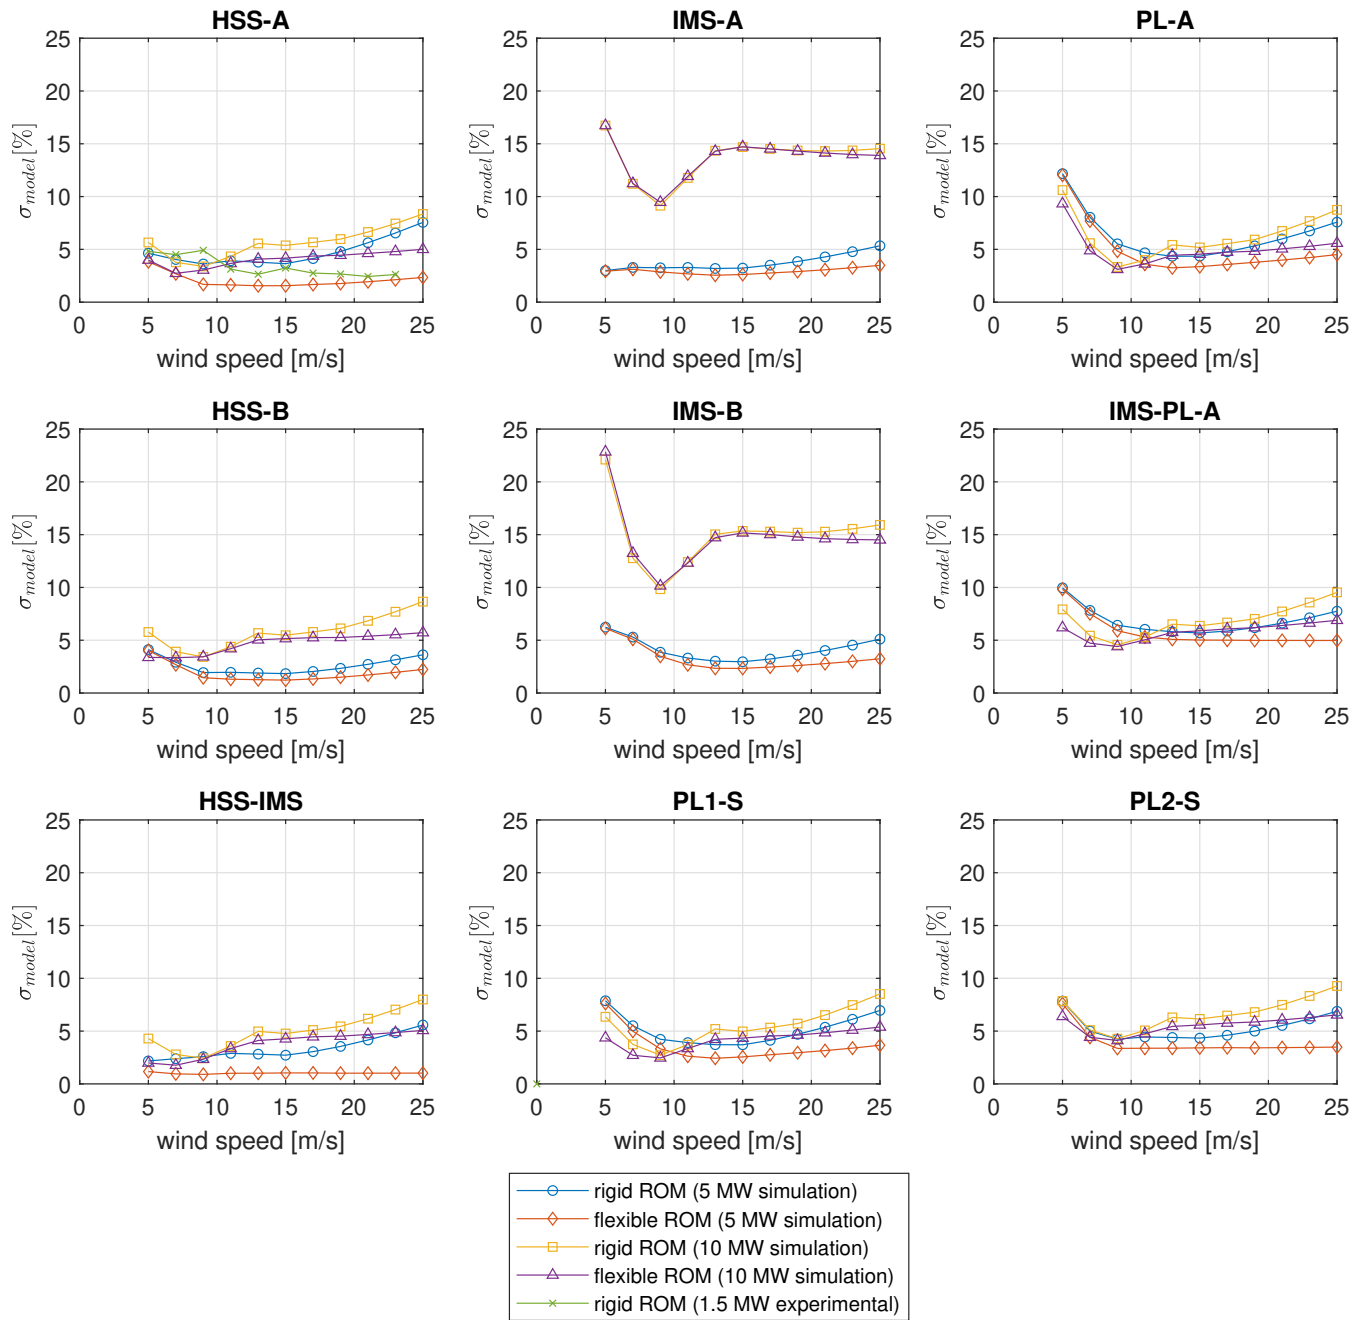 HSS-A
IMS-A
PL-A
25
20
15
10
5
0
σmodel[%]
0 5 10 15 20 25
wind speed [m/s]
25
20
15
10
5
0
σmodel[%]
0 5 10 15 20 25
wind speed [m/s]
25
20
15
10
5
0
σmodel[%]
0 5 10 15 20 25
wind speed [m/s]
HSS-B
IMS-B
IMS-PL-A
25
20
15
10
5
0
σmodel[%]
0 5 10 15 20 25
wind speed [m/s]
25
20
15
10
5
0
σmodel[%]
0 5 10 15 20 25
wind speed [m/s]
25
20
15
10
5
0
σmodel[%]
0 5 10 15 20 25
wind speed [m/s]
HSS-IMS
PL1-S
PL2-S
25
20
15
10
5
0
σmodel[%]
0 5 10 15 20 25
wind speed [m/s]
25
20
15
10
5
0
σmodel[%]
0 5 10 15 20 25
wind speed [m/s]
25
20
15
10
5
0
σmodel[%]
0 5 10 15 20 25
wind speed [m/s]
rigid ROM (5 MW simulation)
flexible ROM (5 MW simulation)
rigid ROM (10 MW simulation)
flexible ROM (10 MW simulation)
rigid ROM (1.5 MW experimental)